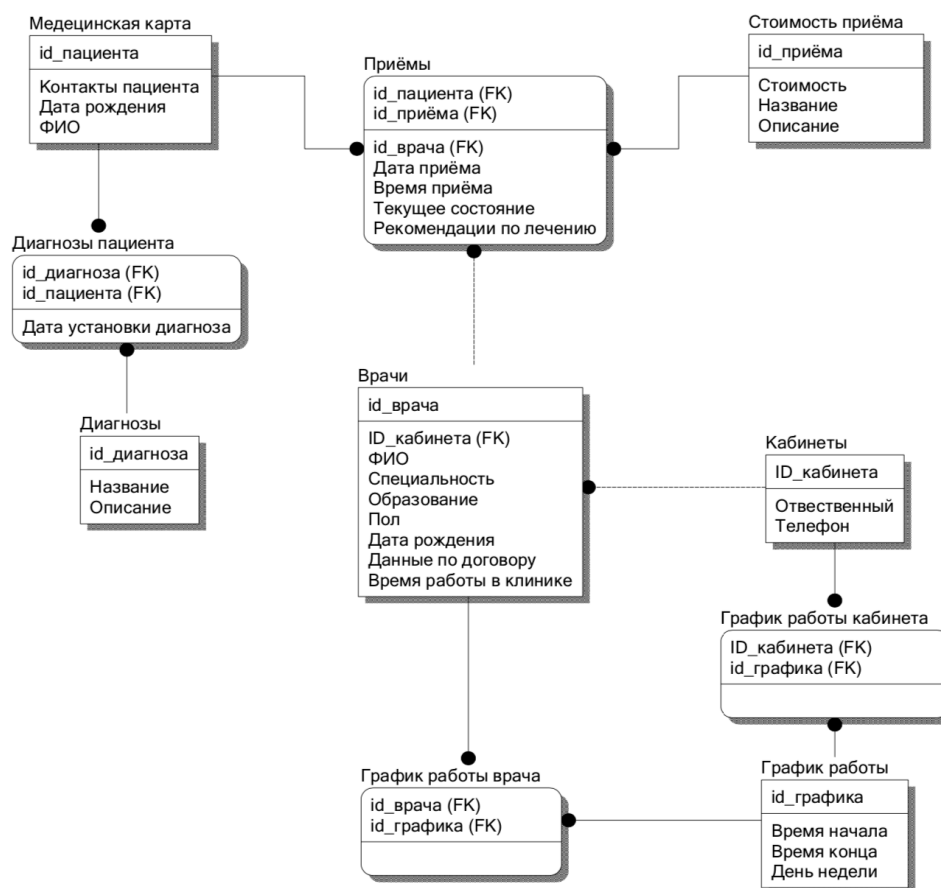 Медецинская карта
id_пациента
Контакты пациента
Дата рождения
ФИО
Приёмы
id_пациента (FK)
id_приёма (FK)
id_врача (FK)
Дата приёма
Время приёма
Текущее состояние
Рекомендации по лечению
Стоимость приёма
id_приёма
Стоимость
Название
Описание
Диагнозы пациента
id_диагноза (FK)
id_пациента (FK)
Дата установки диагноза
Диагнозы
id_диагноза
Название
Описание
Врачи
id_врача
ID_кабинета (FK)
ФИО
Специальность
Образование
Пол
Дата рождения
Данные по договору
Время работы в клинике
Кабинеты
ID_кабинета
Отвественный
Телефон
График работы кабинета
ID_кабинета (FK)
id_графика (FK)
График работы врача
id_врача (FK)
id_графика (FK)
График работы
id_графика
Время начала
Время конца
День недели